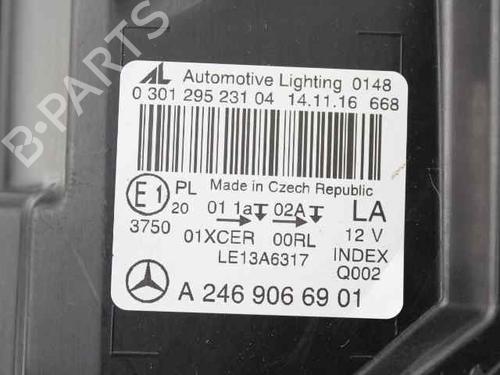 Automotive Lighting 0148
0 301 295 231 04 14.11.16 668
Made in Czech Republic
E1 PL 01 1a 02A LA
20
3750 01XCER 00RL 12 V
LE13A6317 INDEX
Q002
A 246 906 69 01
B-Parts